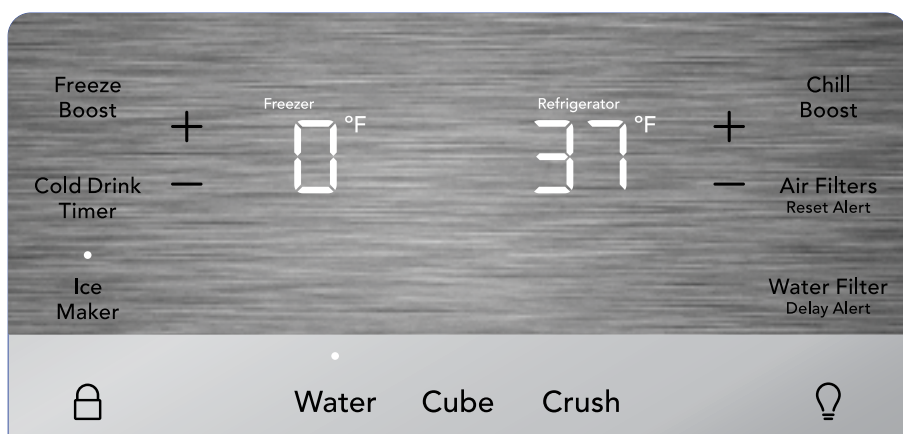 Freeze
Boost
+
Freezer
0 °F
Refrigerator
37 °F
+
Chill
Boost
Cold Drink
Timer
−
−
Air Filters
Reset Alert
Ice
Maker
Water Filter
Delay Alert
Water Cube Crush